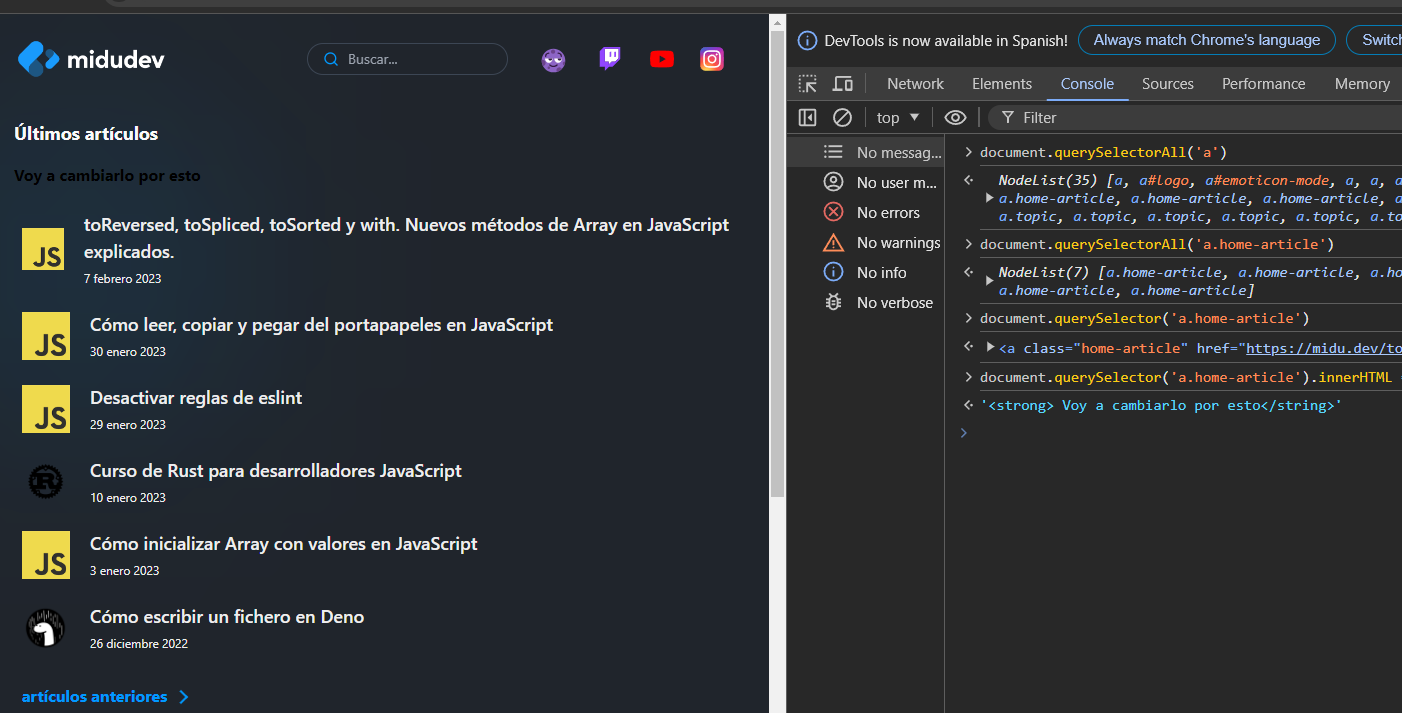 midudev
Buscar...
Últimos artículos
Voy a cambiarlo por esto
toReversed, toSpliced, toSorted y with. Nuevos métodos de Array en JavaScript
explicados.
7 febrero 2023
JS
Cómo leer, copiar y pegar del portapapeles en JavaScript
30 enero 2023
JS
Desactivar reglas de eslint
29 enero 2023
JS
Curso de Rust para desarrolladores JavaScript
10 enero 2023
R
Cómo inicializar Array con valores en JavaScript
3 enero 2023
JS
Cómo escribir un fichero en Deno
26 diciembre 2022
artículos anteriores
DevTools is now available in Spanish!
Always match Chrome's language
Switch
Network
Elements
Console
Sources
Performance
Memory
top
Filter
No messag...
No user m...
No errors
No warnings
No info
No verbose
document.querySelectorAll('a')
NodeList(35) [a, a#logo, a#emoticon-mode, a, a, a
a.home-article, a.home-article, a.home-article, a
a.topic, a.topic, a.topic, a.topic, a.topic, a.to
document.querySelectorAll('a.home-article')
NodeList(7) [a.home-article, a.home-article, a.ho
a.home-article, a.home-article]
document.querySelector('a.home-article')
<a class="home-article" href="https://midu.dev/to
document.querySelector('a.home-article').innerHTML =
'<strong> Voy a cambiarlo por esto</string>'